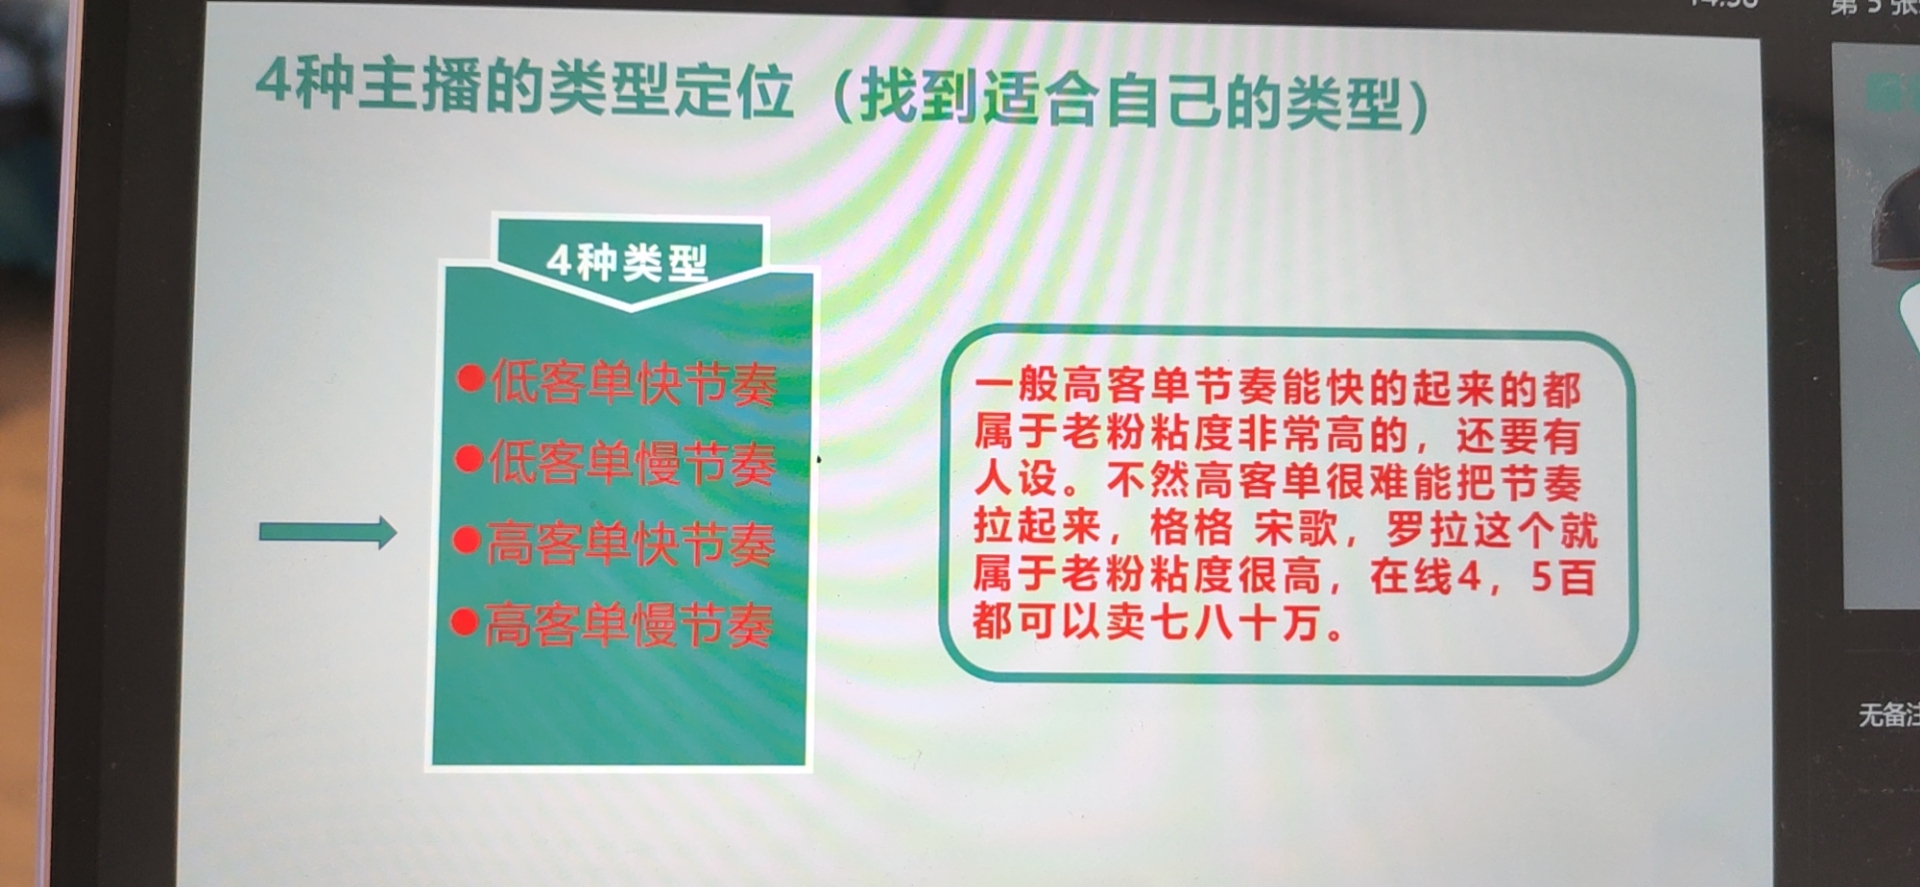 4种主播的类型定位（找到适合自己的类型）
4种类型
●低客单快节奏
●低客单慢节奏
●高客单快节奏
●高客单慢节奏
一般高客单节奏能快的起来的都
属于老粉粘度非常高的，还要有
人设。不然高客单很难能把节奏
拉起来，格格 宋歌，罗拉这个就
属于老粉粘度很高，在线4，5百
都可以卖七八十万。
第 5 张
无备注